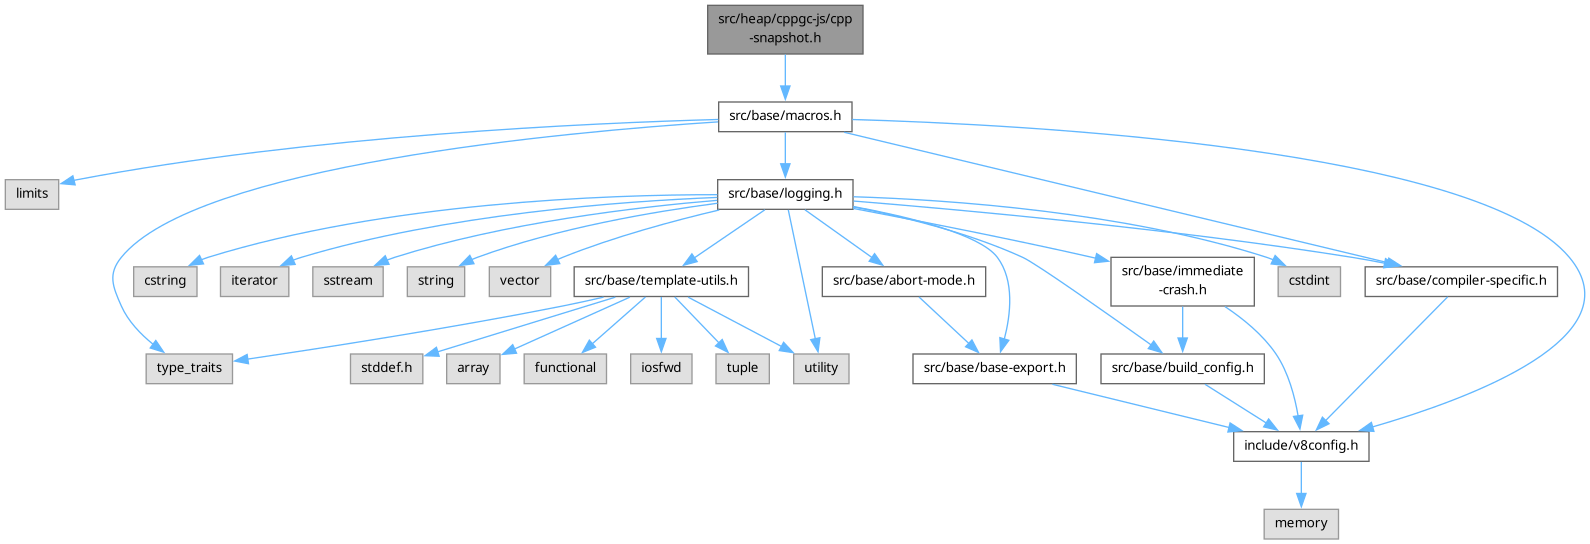 src/heap/cppgc-js/cpp
-snapshot.h
src/base/macros.h
limits
src/base/logging.h
cstring
iterator
sstream
string
vector
src/base/template-utils.h
src/base/abort-mode.h
src/base/immediate
-crash.h
cstdint
src/base/compiler-specific.h
type_traits
stddef.h
array
functional
iosfwd
tuple
utility
src/base/base-export.h
src/base/build_config.h
include/v8config.h
memory